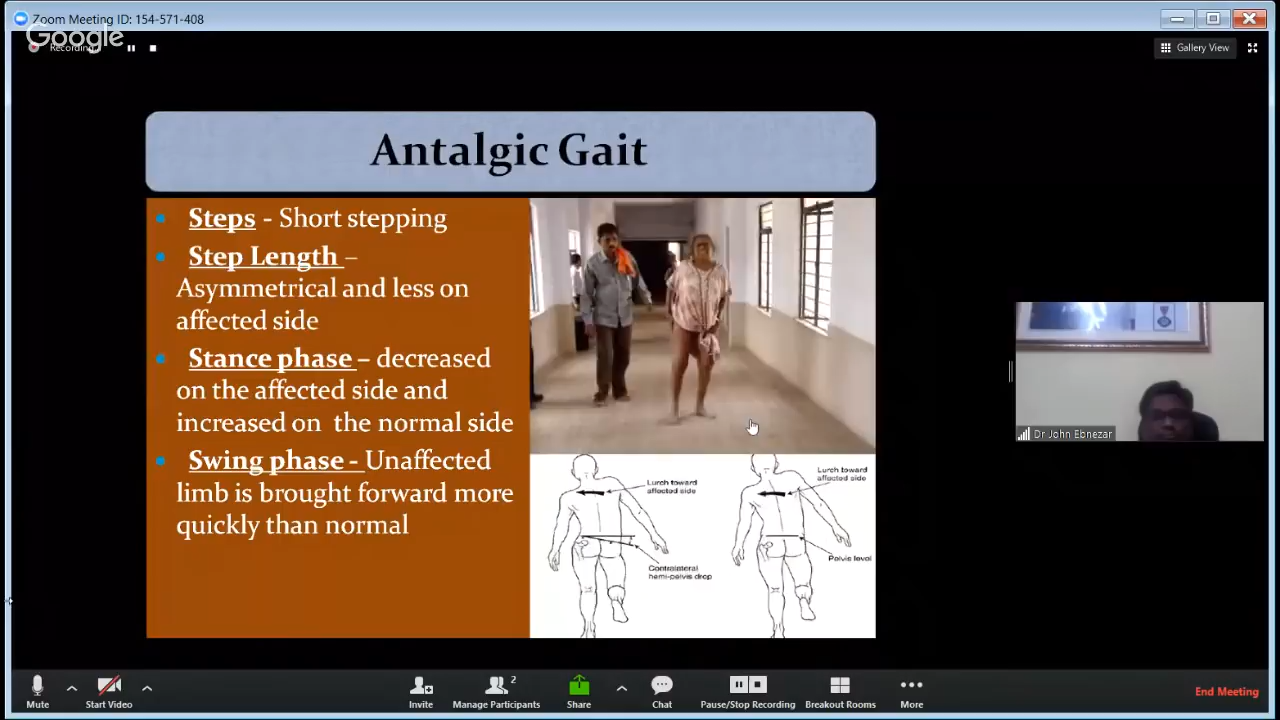 Zoom Meeting ID: 154-571-408
Google
Recording
Gallery View
Antalgic Gait
Steps - Short stepping
Step Length –
Asymmetrical and less on
affected side
Stance phase – decreased
on the affected side and
increased on the normal side
Swing phase - Unaffected
limb is brought forward more
quickly than normal
Lurch toward
affected side
Contralateral
hemi-pelvis drop
Lurch toward
affected side
Pelvis level
Dr John Ebnezar
Mute
Start Video
Invite
2
Manage Participants
Share
Chat
Pause/Stop Recording
Breakout Rooms
More
End Meeting